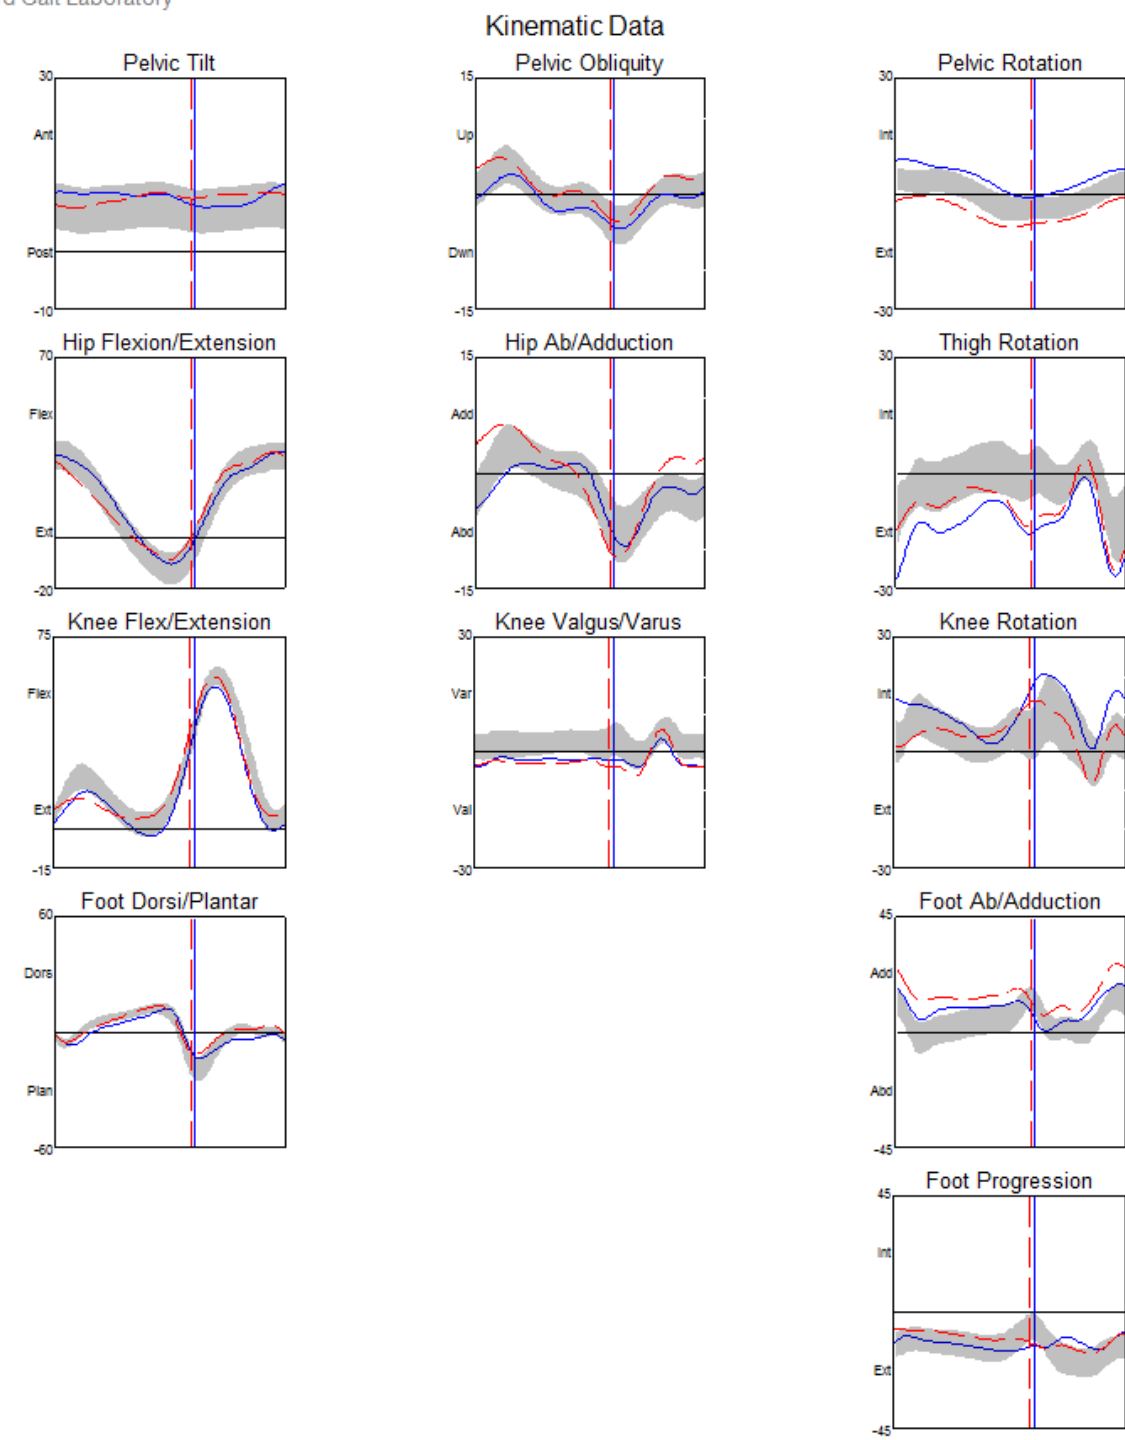 d Gait Laboratory
Kinematic Data
Pelvic Tilt
30
Ant
Post
-10
Pelvic Obliquity
15
Up
Dwn
-15
Pelvic Rotation
30
Int
Ext
-30
Hip Flexion/Extension
70
Flex
Ext
-20
Hip Ab/Adduction
15
Add
Abd
-15
Thigh Rotation
30
Int
Ext
-30
Knee Flex/Extension
75
Flex
Ext
-15
Knee Valgus/Varus
30
Var
Val
-30
Knee Rotation
30
Int
Ext
-30
Foot Dorsi/Plantar
60
Dors
Plan
-60
Foot Ab/Adduction
45
Add
Abd
-45
Foot Progression
45
Int
Ext
-45